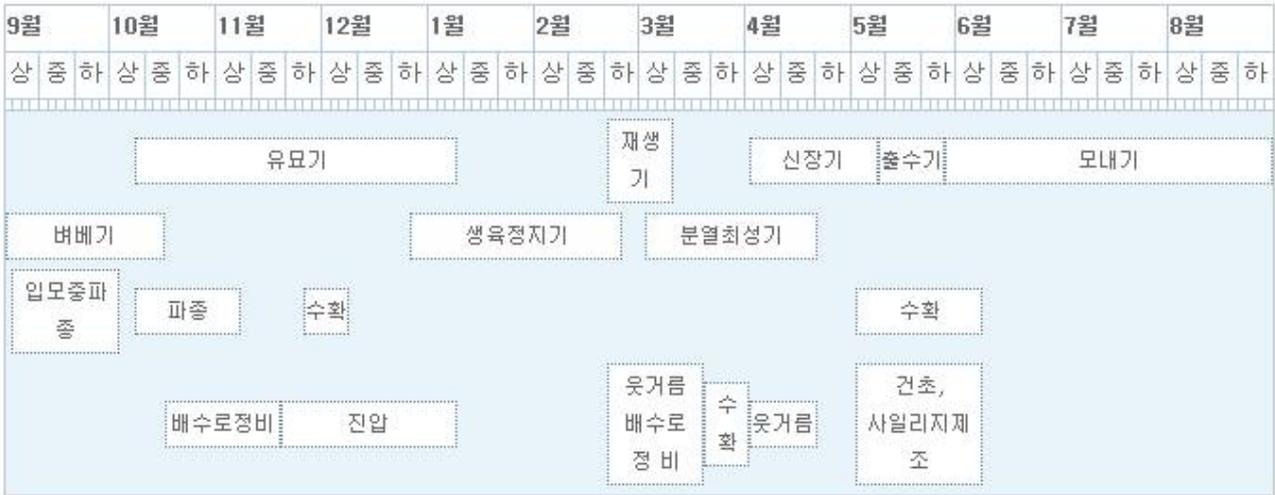 9월 10월 11월 12월 1월 2월 3월 4월 5월 6월 7월 8월
상 중 하 상 중 하 상 중 하 상 중 하 상 중 하 상 중 하 상 중 하 상 중 하 상 중 하 상 중 하 상 중 하 상 중 하
유묘기
재생
기
신장기
출수기
모내기
벼베기
생육정지기
분열최성기
입모중파
종
파종
수확
수확
배수로정비
진압
웃거름
배수로
정 비
수
확
웃거름
건초,
사일리지제
조